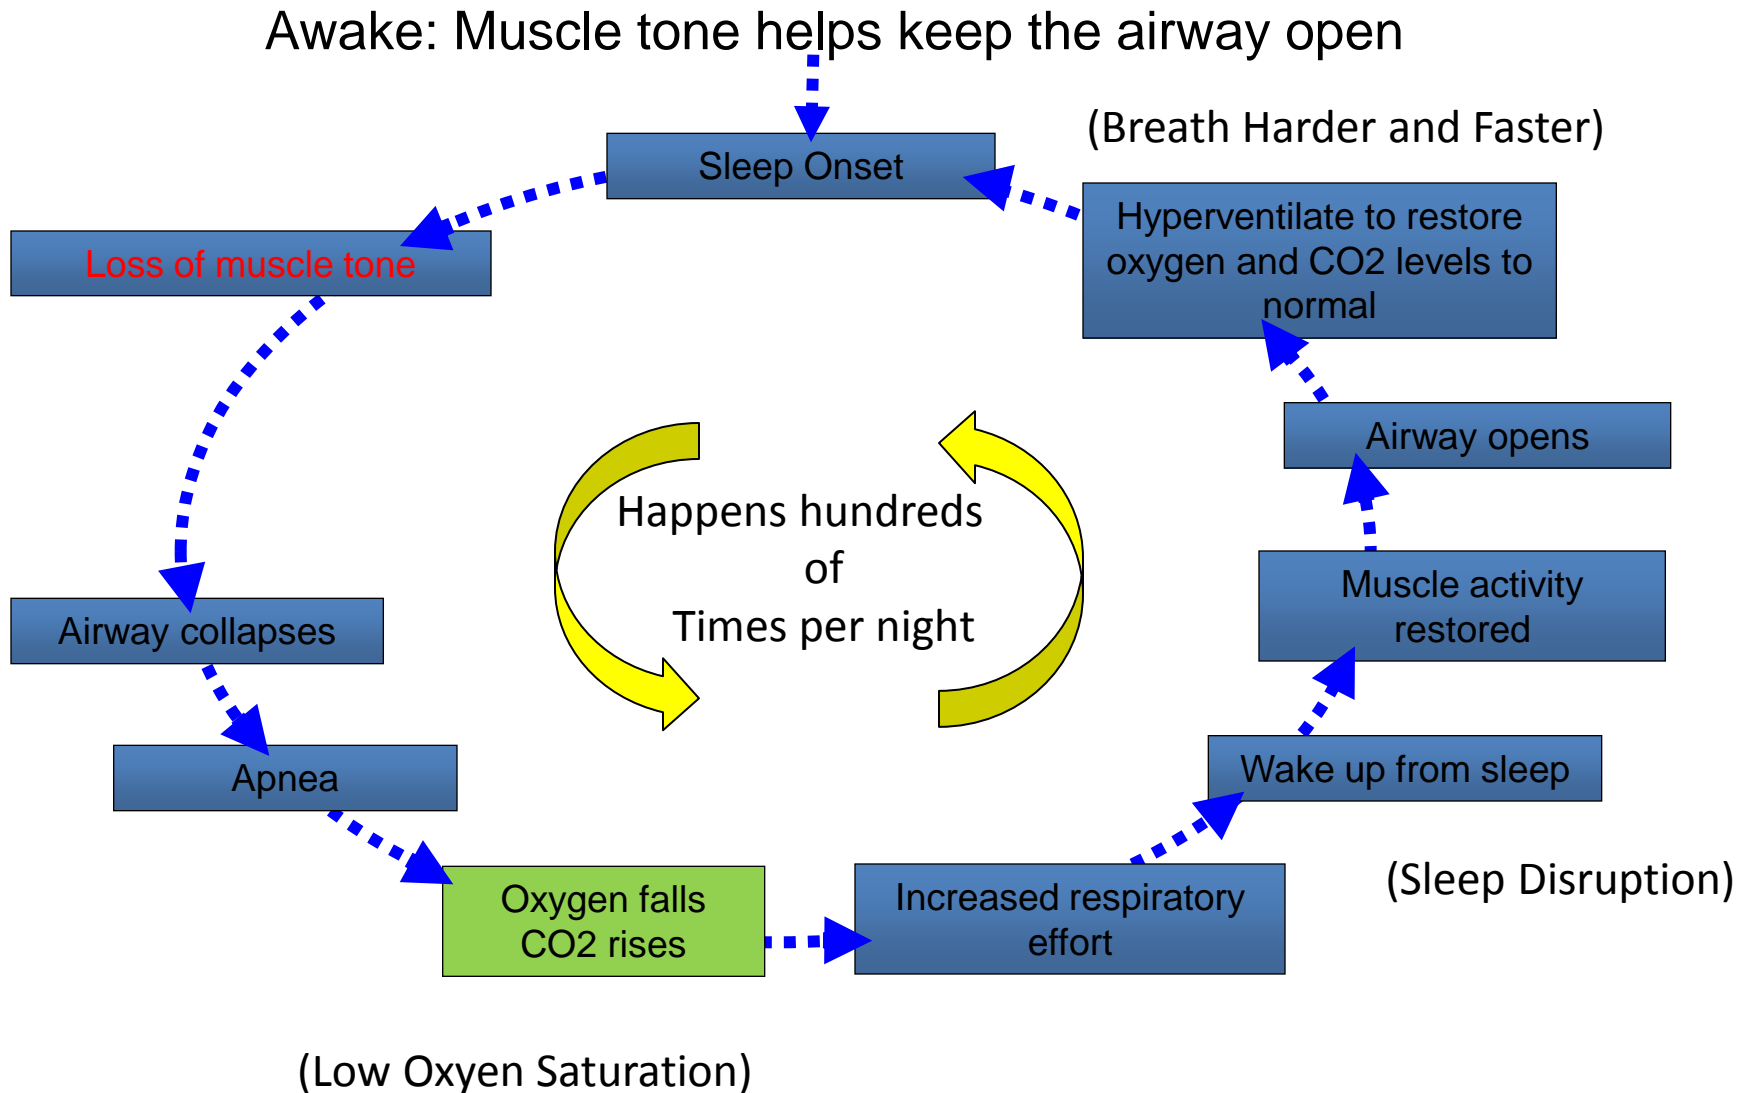 Awake: Muscle tone helps keep the airway open
(Breath Harder and Faster)
Sleep Onset
Hyperventilate to restore
oxygen and CO2 levels to
normal
Loss of muscle tone
Airway opens
Happens hundreds
of
Times per night
Muscle activity
restored
Airway collapses
Apnea
Wake up from sleep
Oxygen falls
CO2 rises
Increased respiratory
effort
(Sleep Disruption)
(Low Oxyen Saturation)